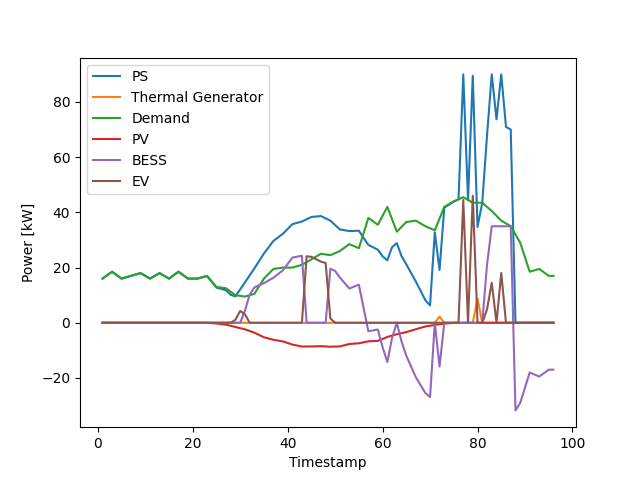 PS
Thermal Generator
Demand
PV
BESS
EV
Power [kW]
80
60
40
20
0
−20
0 20 40 60 80 100
Timestamp